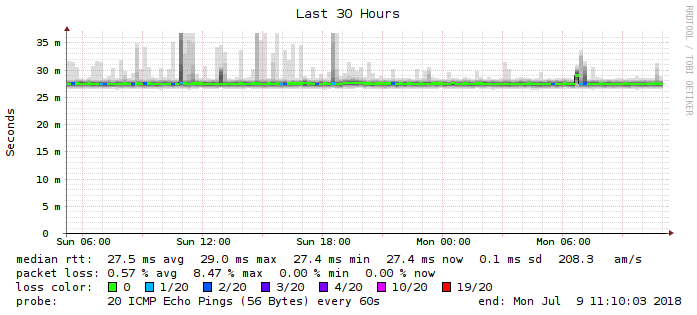 Last 30 Hours
RRDTOOL / TOBI OETIKER
Seconds
35 m
30 m
25 m
20 m
15 m
10 m
5 m
0
Sun 06:00 Sun 12:00 Sun 18:00 Mon 00:00 Mon 06:00
median rtt: 27.5 ms avg 29.0 ms max 27.4 ms min 27.4 ms now 0.1 ms sd 208.3 am/s
packet loss: 0.57 % avg 8.47 % max 0.00 % min 0.00 % now
loss color: 0 1/20 2/20 3/20 4/20 10/20 19/20
probe: 20 ICMP Echo Pings (56 Bytes) every 60s end: Mon Jul 9 11:10:03 2018